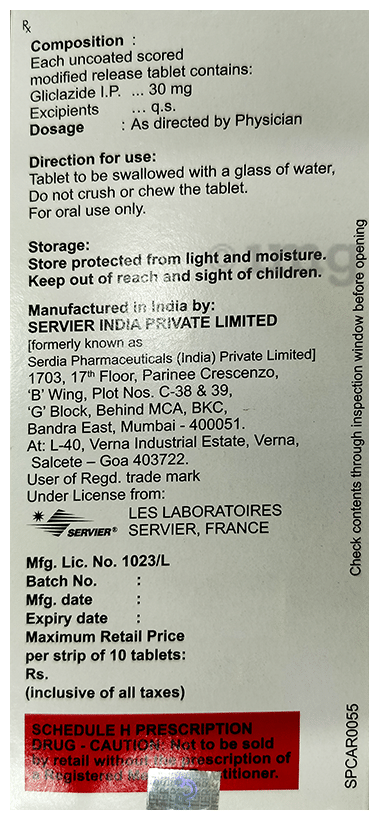 Rx
Composition :
Each uncoated scored
modified release tablet contains:
Gliclazide I.P. ... 30 mg
Excipients ... q.s.
Dosage : As directed by Physician
Direction for use:
Tablet to be swallowed with a glass of water,
Do not crush or chew the tablet.
For oral use only.
Storage:
Store protected from light and moisture.
Keep out of reach and sight of children.
Manufactured in India by:
SERVIER INDIA PRIVATE LIMITED
[formerly known as
Serdia Pharmaceuticals (India) Private Limited]
1703, 17th Floor, Parinee Crescenzo,
'B' Wing, Plot Nos. C-38 & 39,
'G' Block, Behind MCA, BKC,
Bandra East, Mumbai - 400051.
At: L-40, Verna Industrial Estate, Verna,
Salcete – Goa 403722.
User of Regd. trade mark
Under License from:
SERVIER®
LES LABORATOIRES
SERVIER, FRANCE
Mfg. Lic. No. 1023/L
Batch No. :
Mfg. date :
Expiry date :
Maximum Retail Price
per strip of 10 tablets:
Rs.
(inclusive of all taxes)
SCHEDULE H PRESCRIPTION
DRUG - CAUTION: Not to be sold
by retail without the prescription of
a Registered
Check contents through inspection window before opening
SPCAR0055